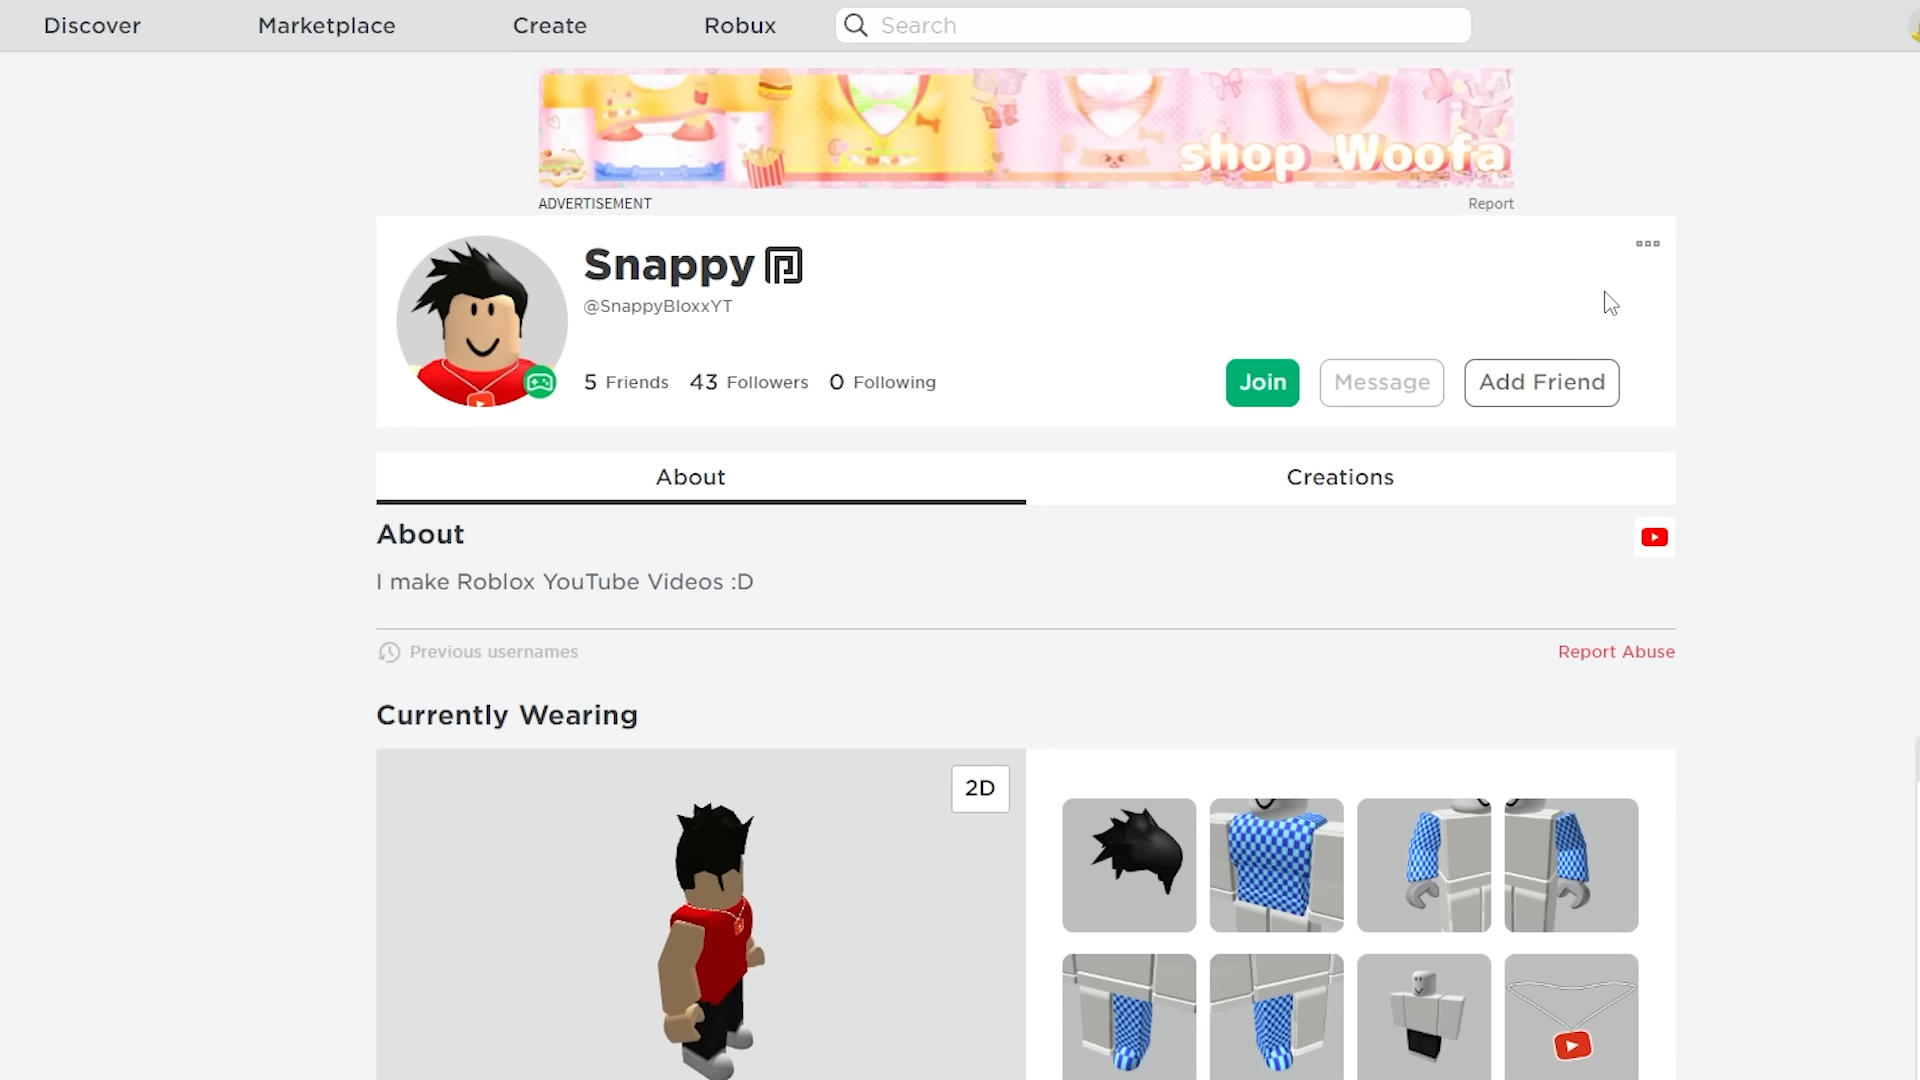 Discover Marketplace Create Robux Search
shop Woofa
ADVERTISEMENT Report
Snappy
@SnappyBloxxYT
5 Friends 43 Followers 0 Following
Join Message Add Friend
About Creations
About
I make Roblox YouTube Videos :D
Previous usernames Report Abuse
Currently Wearing
2D